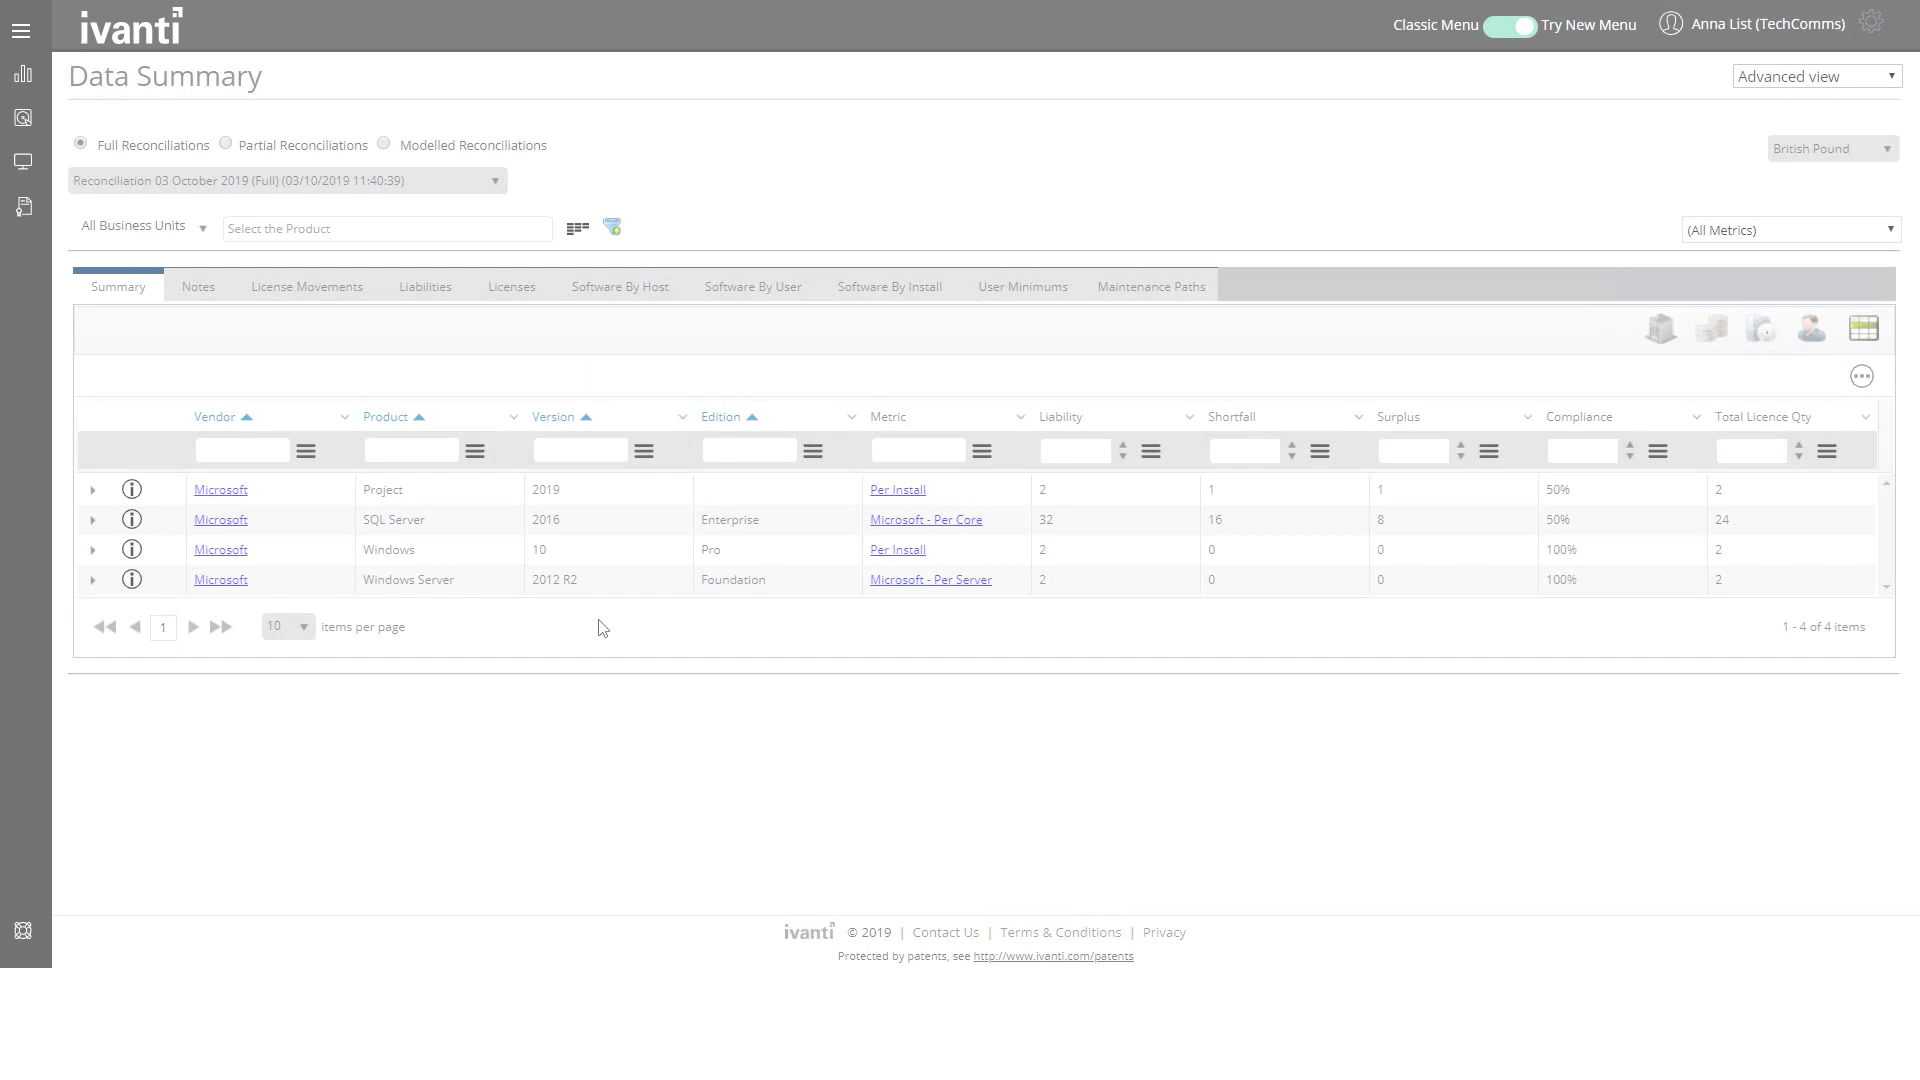 ivanti
Classic Menu Try New Menu Anna List (TechComms)
Data Summary
Advanced view
Full Reconciliations Partial Reconciliations Modelled Reconciliations
British Pound
Reconciliation 03 October 2019 (Full) (03/10/2019 11:40:39)
All Business Units Select the Product (All Metrics)
Summary Notes License Movements Liabilities Licenses Software By Host Software By User Software By Install User Minimums Maintenance Paths
Vendor Product Version Edition Metric Liability Shortfall Surplus Compliance Total Licence Qty
Microsoft Project 2019 Per Install 2 1 1 50% 2
Microsoft SQL Server 2016 Enterprise Microsoft - Per Core 32 16 8 50% 24
Microsoft Windows 10 Pro Per Install 2 0 0 100% 2
Microsoft Windows Server 2012 R2 Foundation Microsoft - Per Server 2 0 0 100% 2
1 10 items per page 1 - 4 of 4 items
ivanti © 2019 | Contact Us | Terms & Conditions | Privacy
Protected by patents, see http://www.ivanti.com/patents